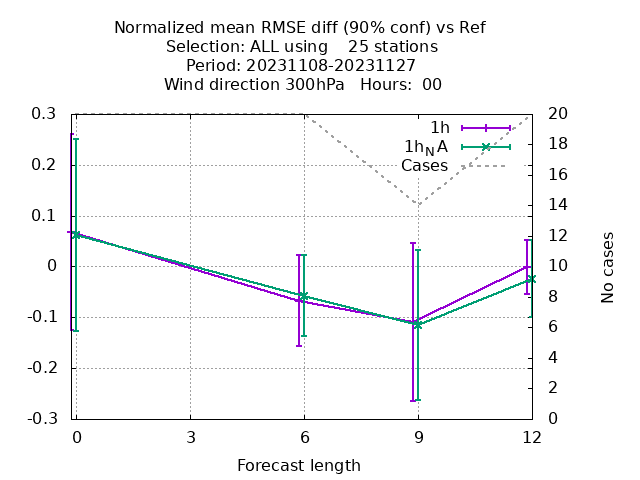 Normalized mean RMSE diff (90% conf) vs Ref
Selection: ALL using 25 stations
Period: 20231108-20231127
Wind direction 300hPa Hours: 00
0.3
0.2
0.1
0
-0.1
-0.2
-0.3
20
18
16
14
12
10
8
6
4
2
0
1h
1hNA
Cases
No cases
0 3 6 9 12
Forecast length